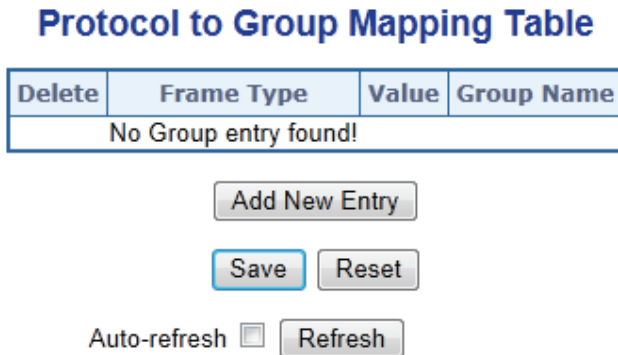 Protocol to Group Mapping Table
Delete Frame Type Value Group Name
No Group entry found!
Add New Entry
Save Reset
Auto-refresh Refresh